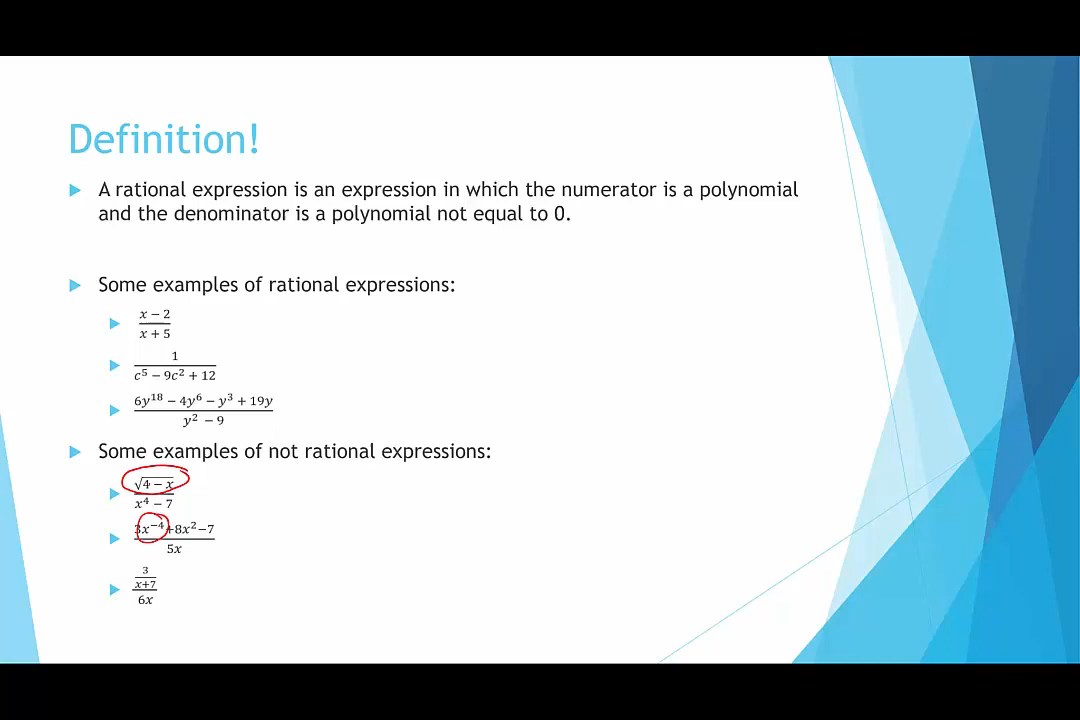 Definition!
A rational expression is an expression in which the numerator is a polynomial
and the denominator is a polynomial not equal to 0.
Some examples of rational expressions:
x − 2
x + 5
1
c⁵ − 9c² + 12
6y¹⁸ − 4y⁶ − y³ + 19y
y² − 9
Some examples of not rational expressions:
√4 − x
x⁴ − 7
3x⁻⁴+8x²−7
5x
3
x+7
6x